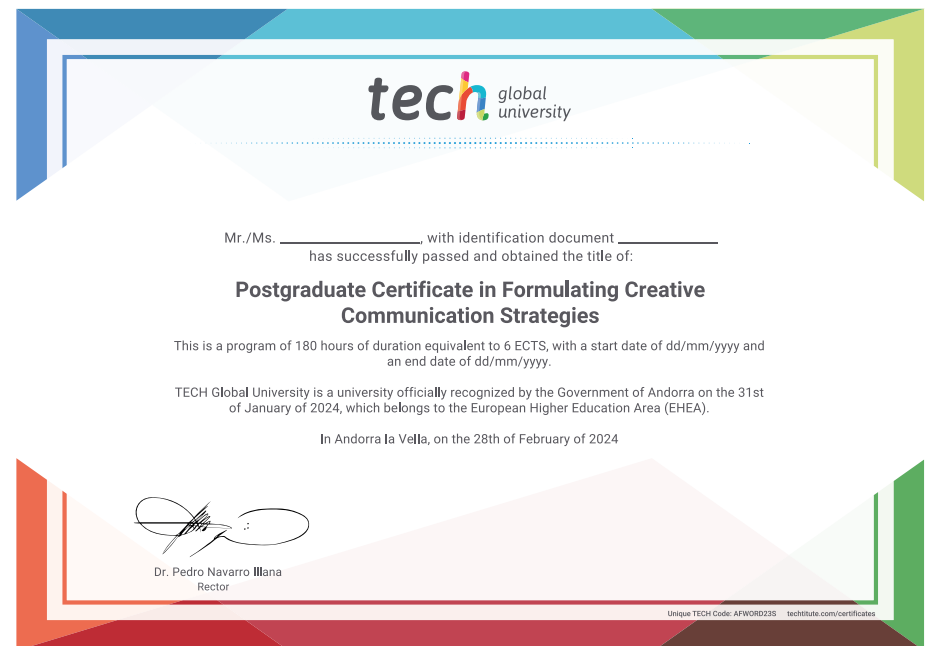 tech global university
Mr./Ms. ____________, with identification document ____________
has successfully passed and obtained the title of:
Postgraduate Certificate in Formulating Creative
Communication Strategies
This is a program of 180 hours of duration equivalent to 6 ECTS, with a start date of dd/mm/yyyy and
an end date of dd/mm/yyyy.
TECH Global University is a university officially recognized by the Government of Andorra on the 31st
of January of 2024, which belongs to the European Higher Education Area (EHEA).
In Andorra la Vella, on the 28th of February of 2024
Dr. Pedro Navarro Illana
Rector
Unique TECH Code: AFWORD23S techtitute.com/certificates